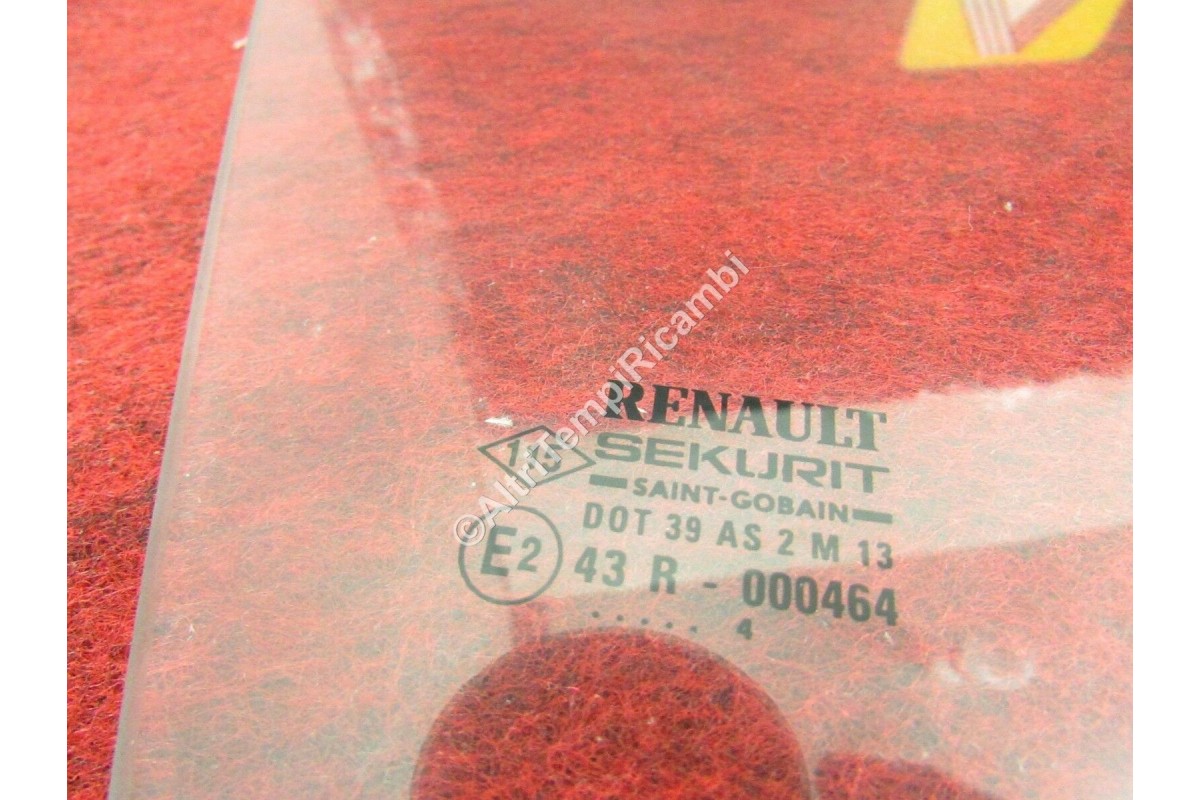 RENAULT
SEKURIT
SAINT-GOBAIN
DOT 39 AS 2 M 13
E2 43 R - 000464
. . . . . 4
©AltriTempiRicambi